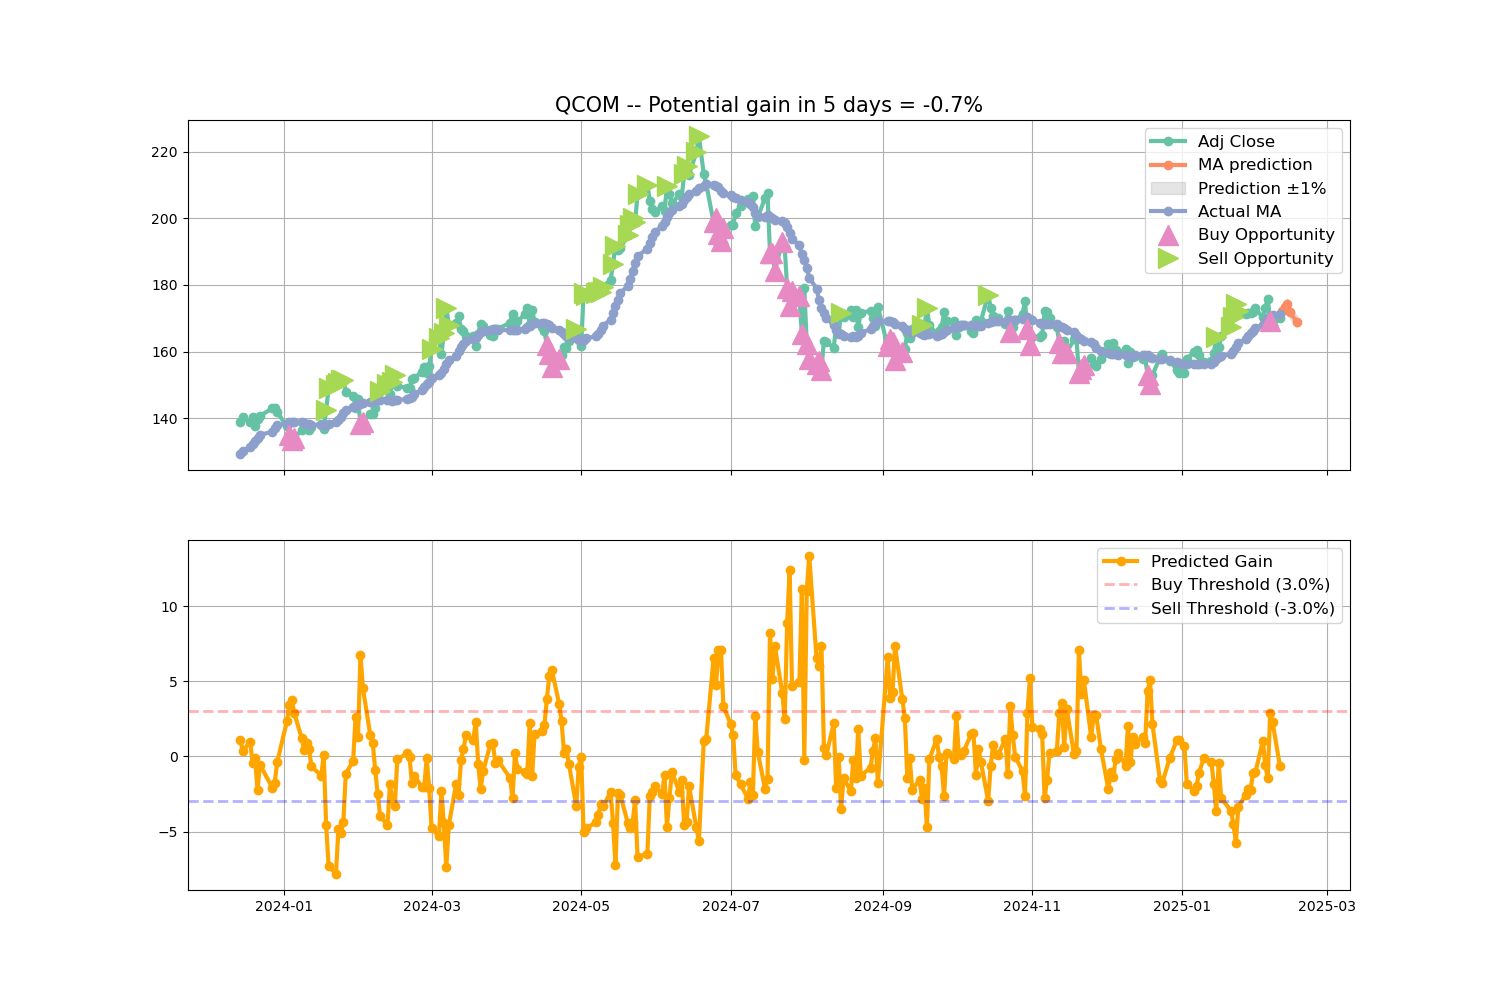 QCOM -- Potential gain in 5 days = -0.7%
220
200
180
160
140
Adj Close
MA prediction
Prediction ±1%
Actual MA
Buy Opportunity
Sell Opportunity
10
5
0
−5
Predicted Gain
Buy Threshold (3.0%)
Sell Threshold (-3.0%)
2024-01
2024-03
2024-05
2024-07
2024-09
2024-11
2025-01
2025-03